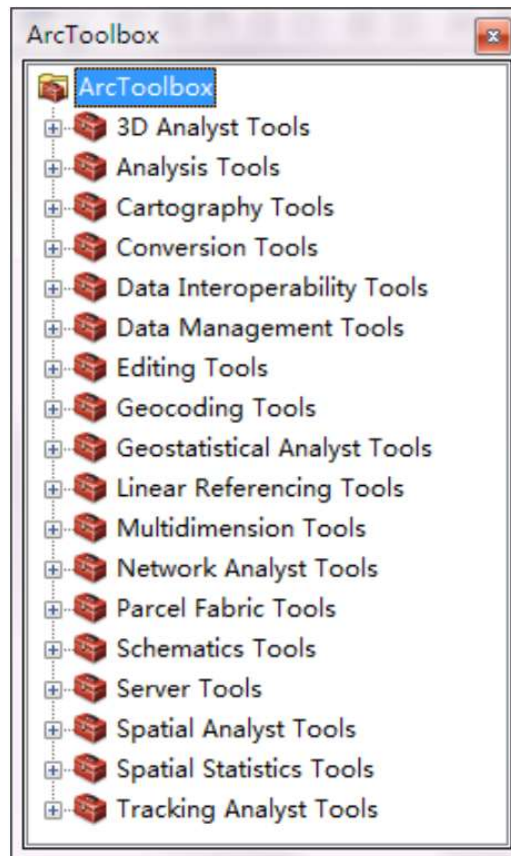 ArcToolbox
ArcToolbox
3D Analyst Tools
Analysis Tools
Cartography Tools
Conversion Tools
Data Interoperability Tools
Data Management Tools
Editing Tools
Geocoding Tools
Geostatistical Analyst Tools
Linear Referencing Tools
Multidimension Tools
Network Analyst Tools
Parcel Fabric Tools
Schematics Tools
Server Tools
Spatial Analyst Tools
Spatial Statistics Tools
Tracking Analyst Tools